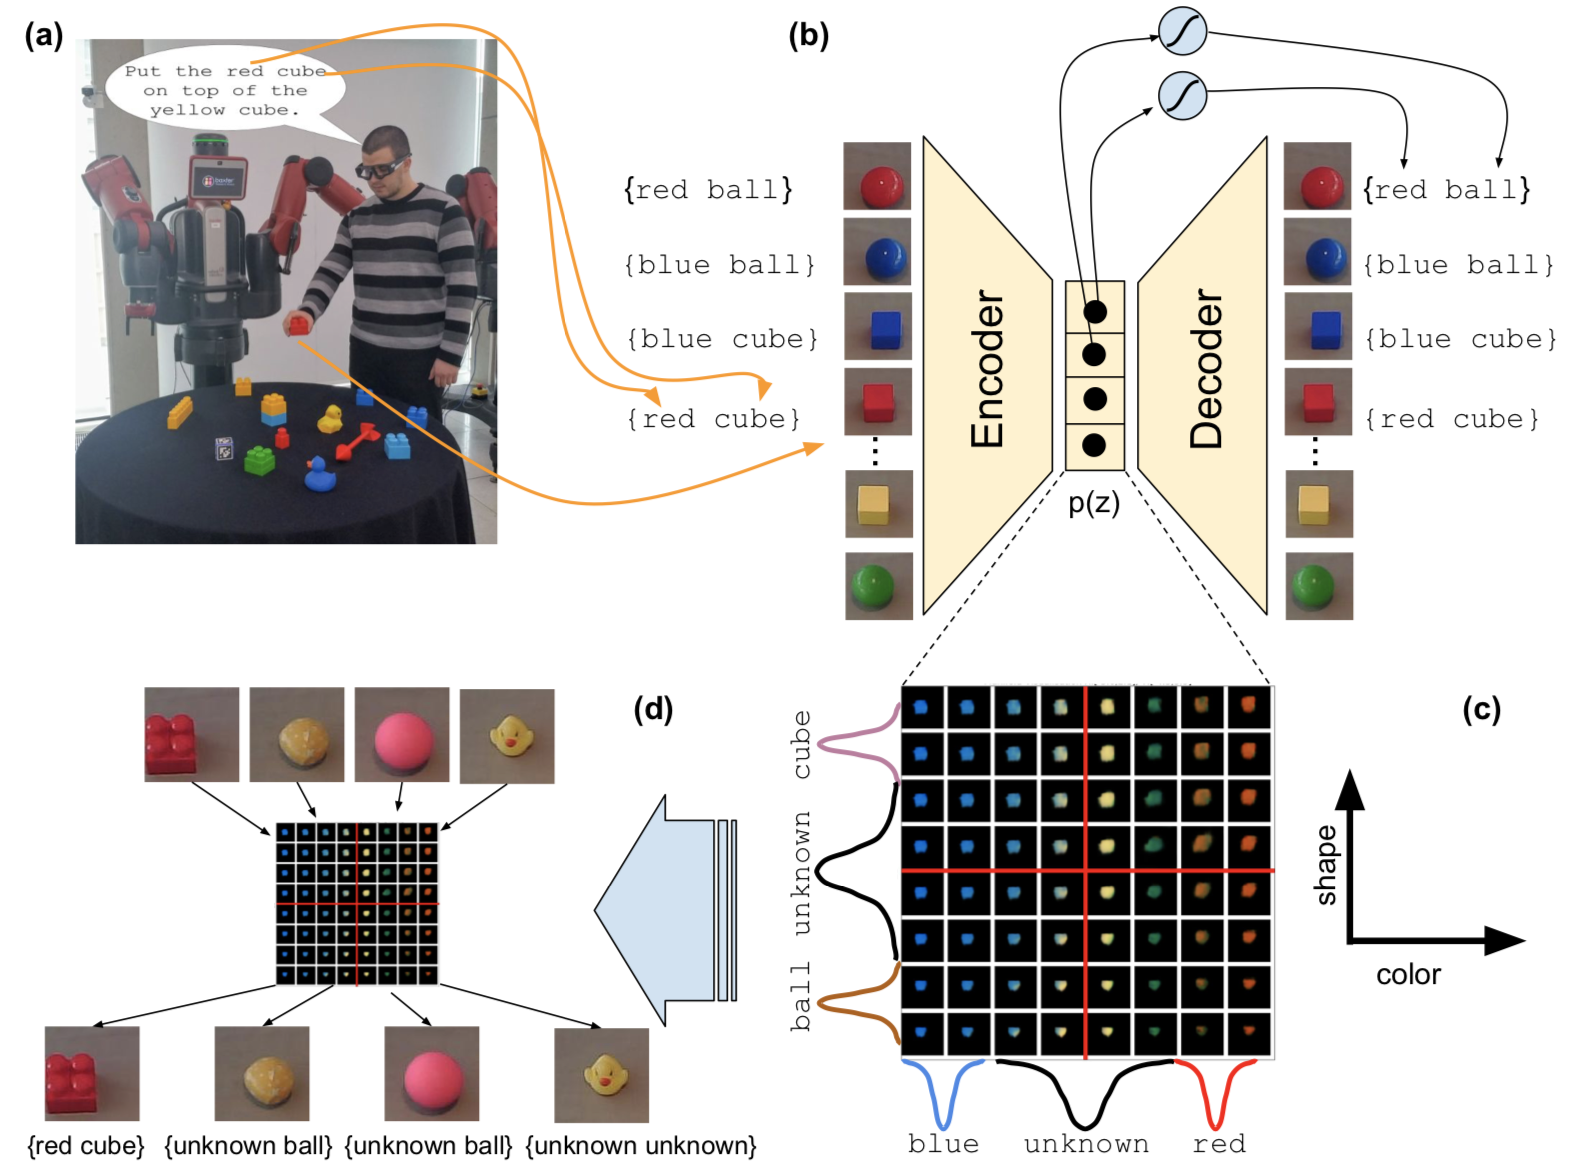 (a)
Put the red cube
on top of the
yellow cube.
baxter
{red ball}
{blue ball}
{blue cube}
{red cube}
(b)
Encoder
p(z)
Decoder
{red ball}
{blue ball}
{blue cube}
{red cube}
(c)
cube
unknown
ball
blue
unknown
red
shape
color
(d)
{red cube}
{unknown ball}
{unknown ball}
{unknown unknown}